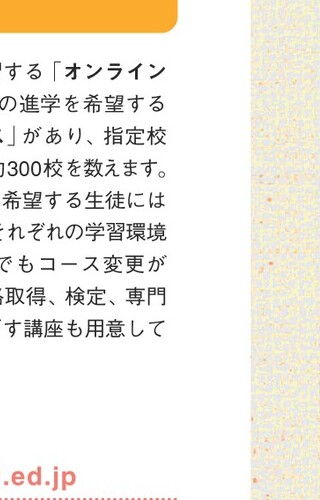 する「オンライン
の進学を希望する
ス」があり、指定校
300校を数えます。
希望する生徒には
それぞれの学習環境
でもコース変更が
格取得、検定、専門
す講座も用意して
.ed.jp